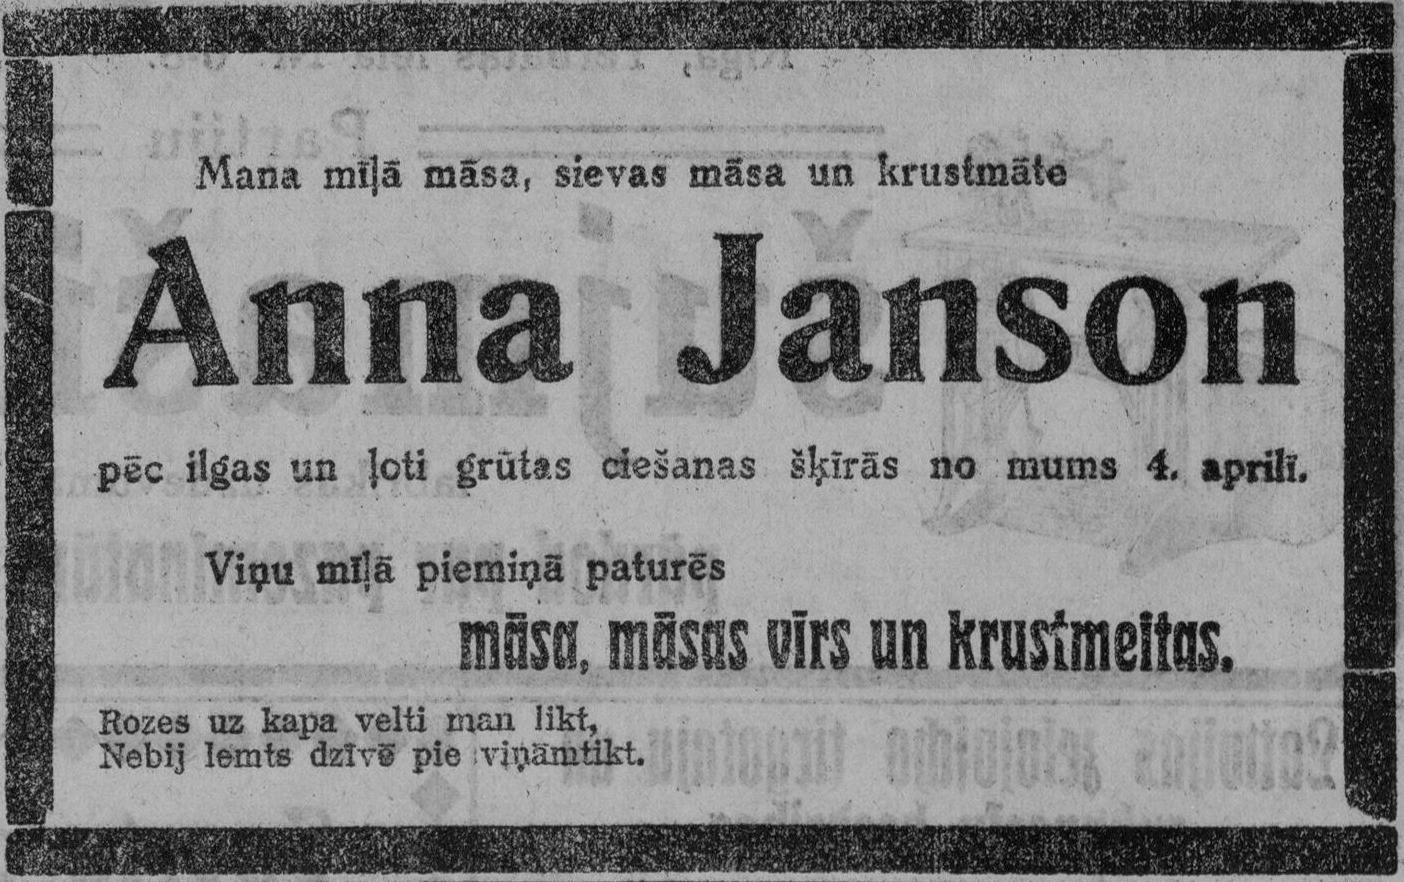 Mana mīļā māsa, sievas māsa un krustmāte
Anna Janson
pēc ilgas un ļoti grūtas ciešanas šķīrās no mums 4. aprilī.
Viņu mīļā piemiņā paturēs
māsa, māsas vīrs un krustmeitas.
Rozes uz kapa velti man likt,
Nebij lemts dzīvē pie viņāmtikt.